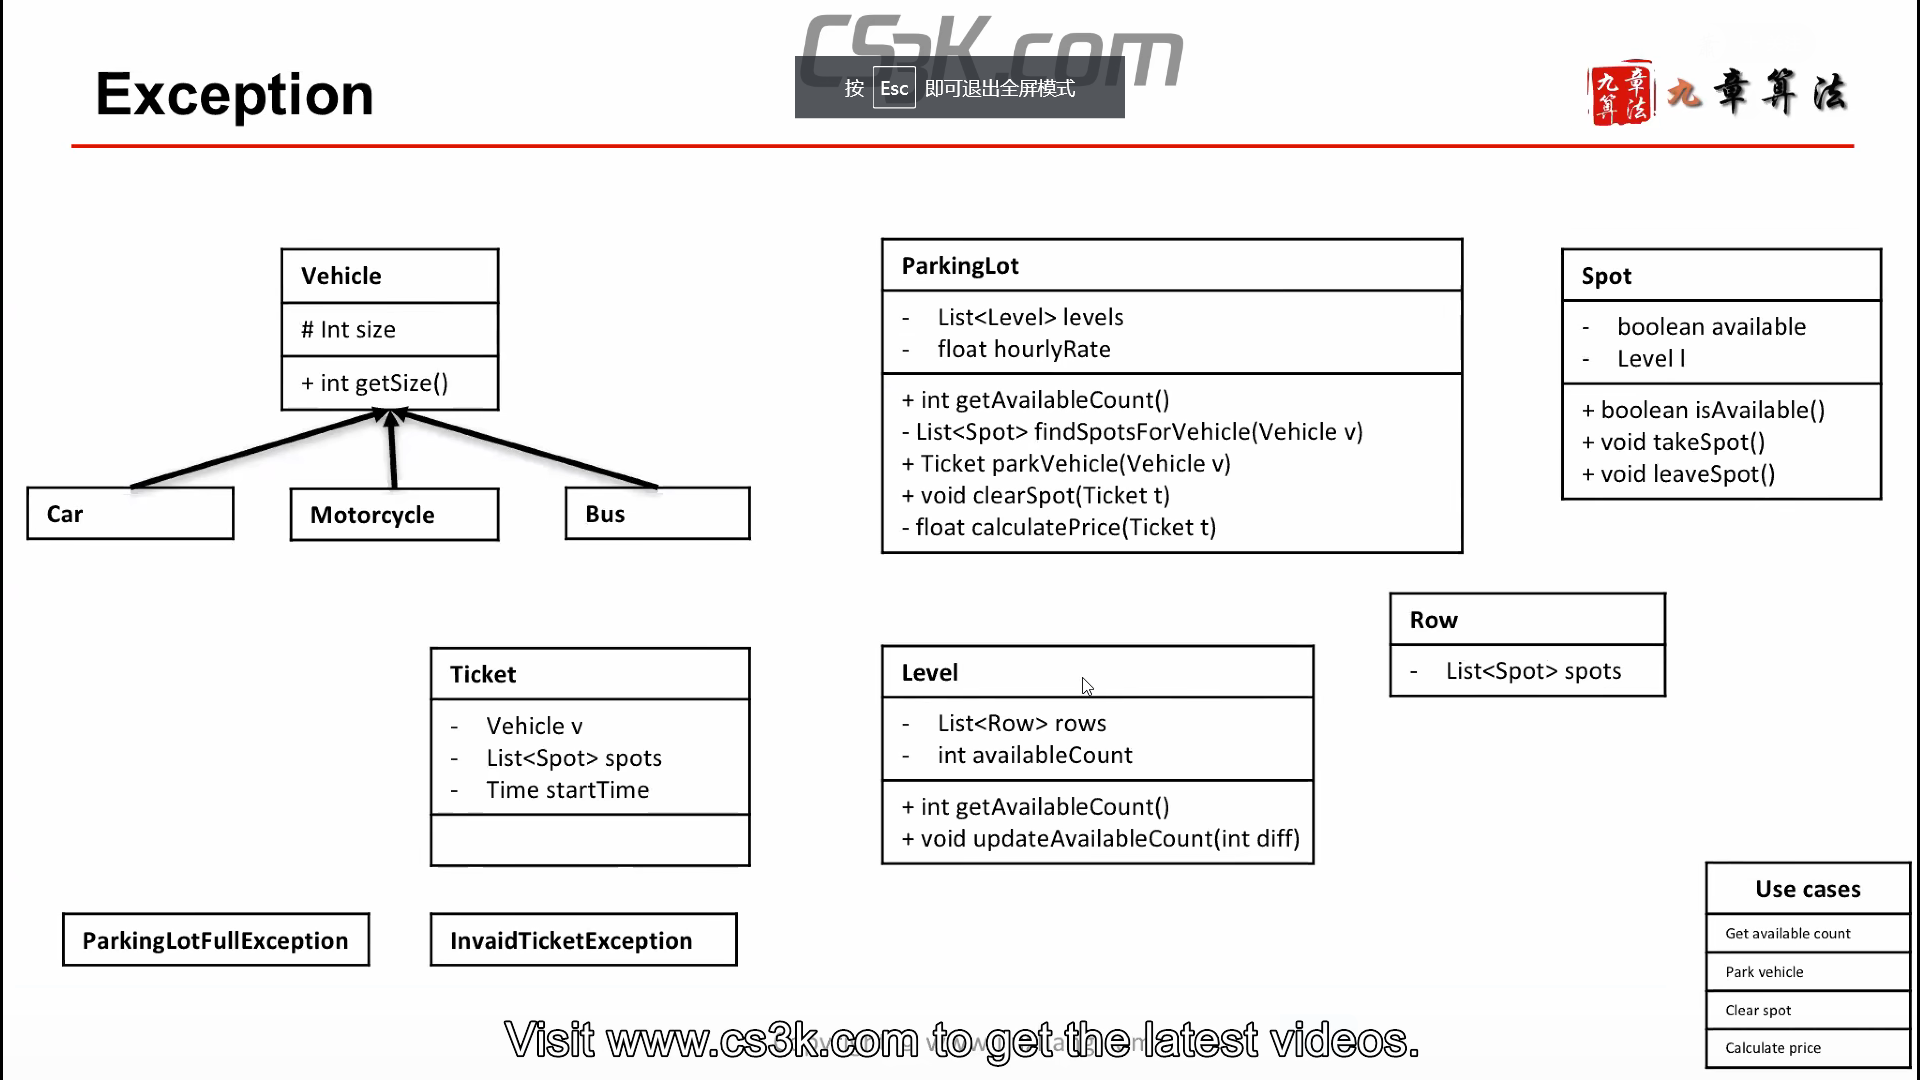 CS3K.com
按 Esc 即可退出全屏模式
Exception
九章算法
九章算法
Vehicle
# Int size
+ int getSize()
Car
Motorcycle
Bus
ParkingLot
- List<Level> levels
- float hourlyRate
+ int getAvailableCount()
- List<Spot> findSpotsForVehicle(Vehicle v)
+ Ticket parkVehicle(Vehicle v)
+ void clearSpot(Ticket t)
- float calculatePrice(Ticket t)
Spot
- boolean available
- Level l
+ boolean isAvailable()
+ void takeSpot()
+ void leaveSpot()
Ticket
- Vehicle v
- List<Spot> spots
- Time startTime
Level
- List<Row> rows
- int availableCount
+ int getAvailableCount()
+ void updateAvailableCount(int diff)
Row
- List<Spot> spots
ParkingLotFullException
InvaidTicketException
Use cases
Get available count
Park vehicle
Clear spot
Calculate price
Visit www.cs3k.com to get the latest videos.